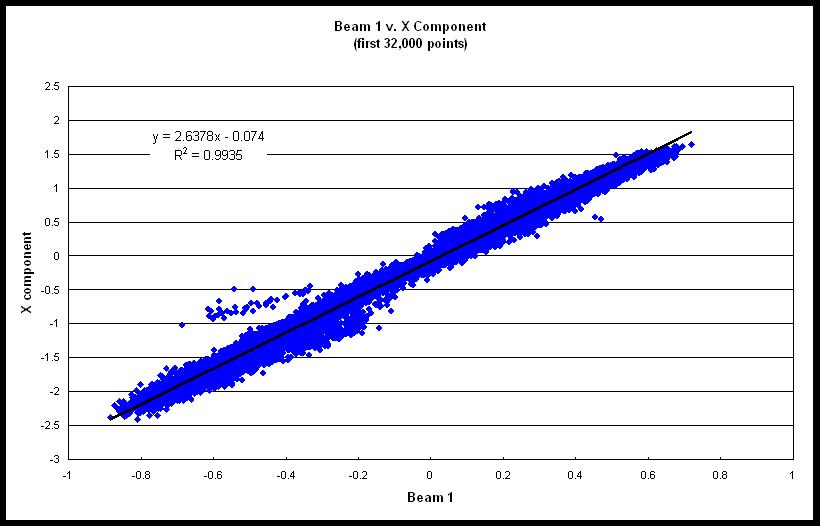 Beam 1 v. X Component
(first 32,000 points)
2.5
2
y = 2.6378x - 0.074
R² = 0.9935
1.5
1
0.5
0
-0.5
-1
-1.5
-2
-2.5
-3
X component
-1 -0.8 -0.6 -0.4 -0.2 0 0.2 0.4 0.6 0.8 1
Beam 1